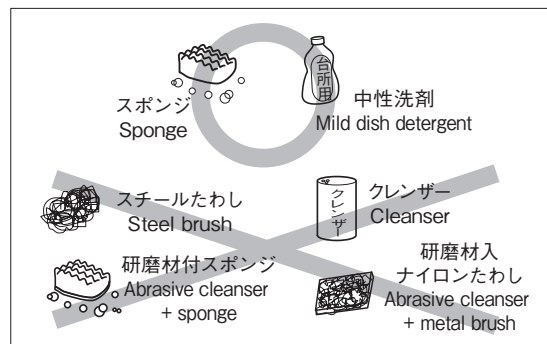 スポンジ
Sponge
台所用
中性洗剤
Mild dish detergent
スチールたわし
Steel brush
クレンザー
クレンザー
Cleanser
研磨材付スポンジ
Abrasive cleanser
+ sponge
研磨材入
ナイロンたわし
Abrasive cleanser
+ metal brush